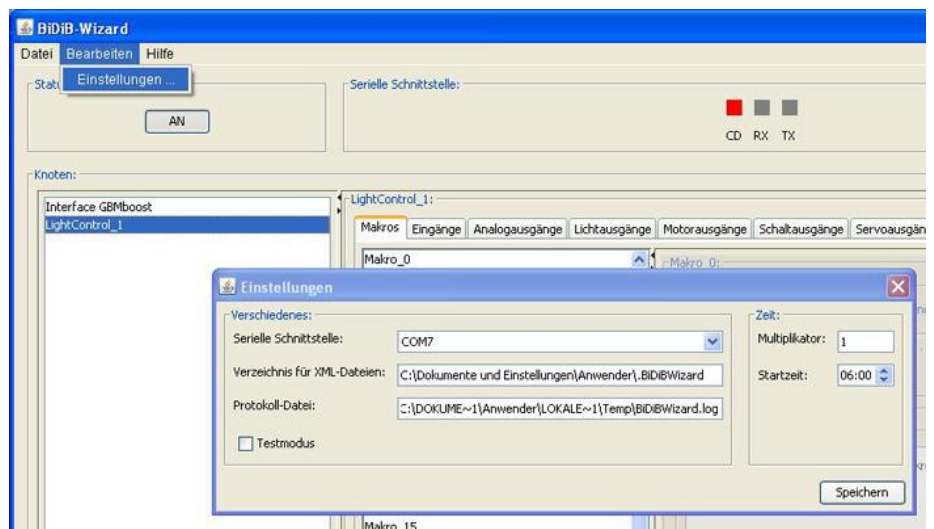 BiDiB-Wizard
Datei Bearbeiten Hilfe
Einstellungen ...
Serielle Schnittstelle:
AN
CD RX TX
Knoten:
Interface GBMboost
LightControl_1
LightControl_1:
Makros Eingänge Analogausgänge Lichtausgänge Motorausgänge Schaltausgänge Servoausgän
Makro_0
Makro_0:
Einstellungen
Verschiedenes:
Serielle Schnittstelle:
COM7
Verzeichnis für XML-Dateien:
C:\Dokumente und Einstellungen\Anwender\.BiDiBWizard
Protokoll-Datei:
C:\DOKUME~1\Anwender\LOKALE~1\Temp\BiDiBWizard.log
Testmodus
Zeit:
Multiplikator: 1
Startzeit: 06:00
Speichern
Makro_15